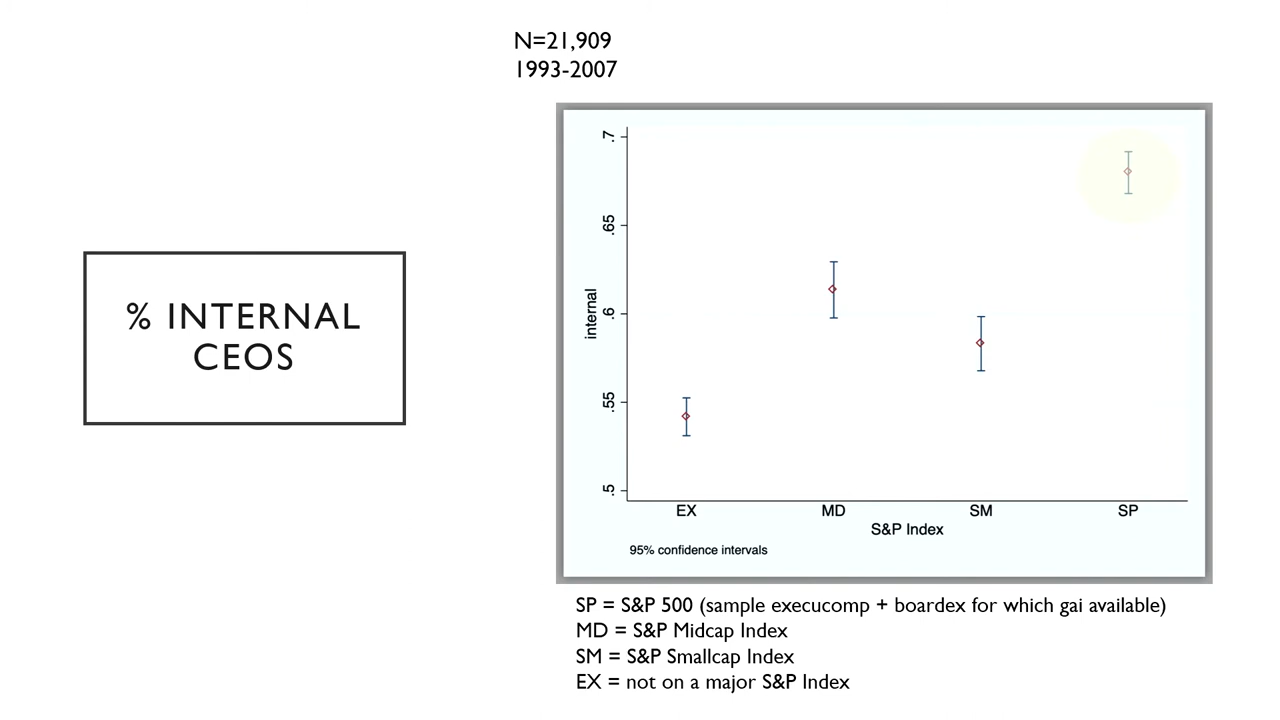 N=21,909
1993-2007
% INTERNAL
CEOS
.7
.65
.6
.55
.5
internal
EX MD SM SP
S&P Index
95% confidence intervals
SP = S&P 500 (sample execucomp + boardex for which gai available)
MD = S&P Midcap Index
SM = S&P Smallcap Index
EX = not on a major S&P Index